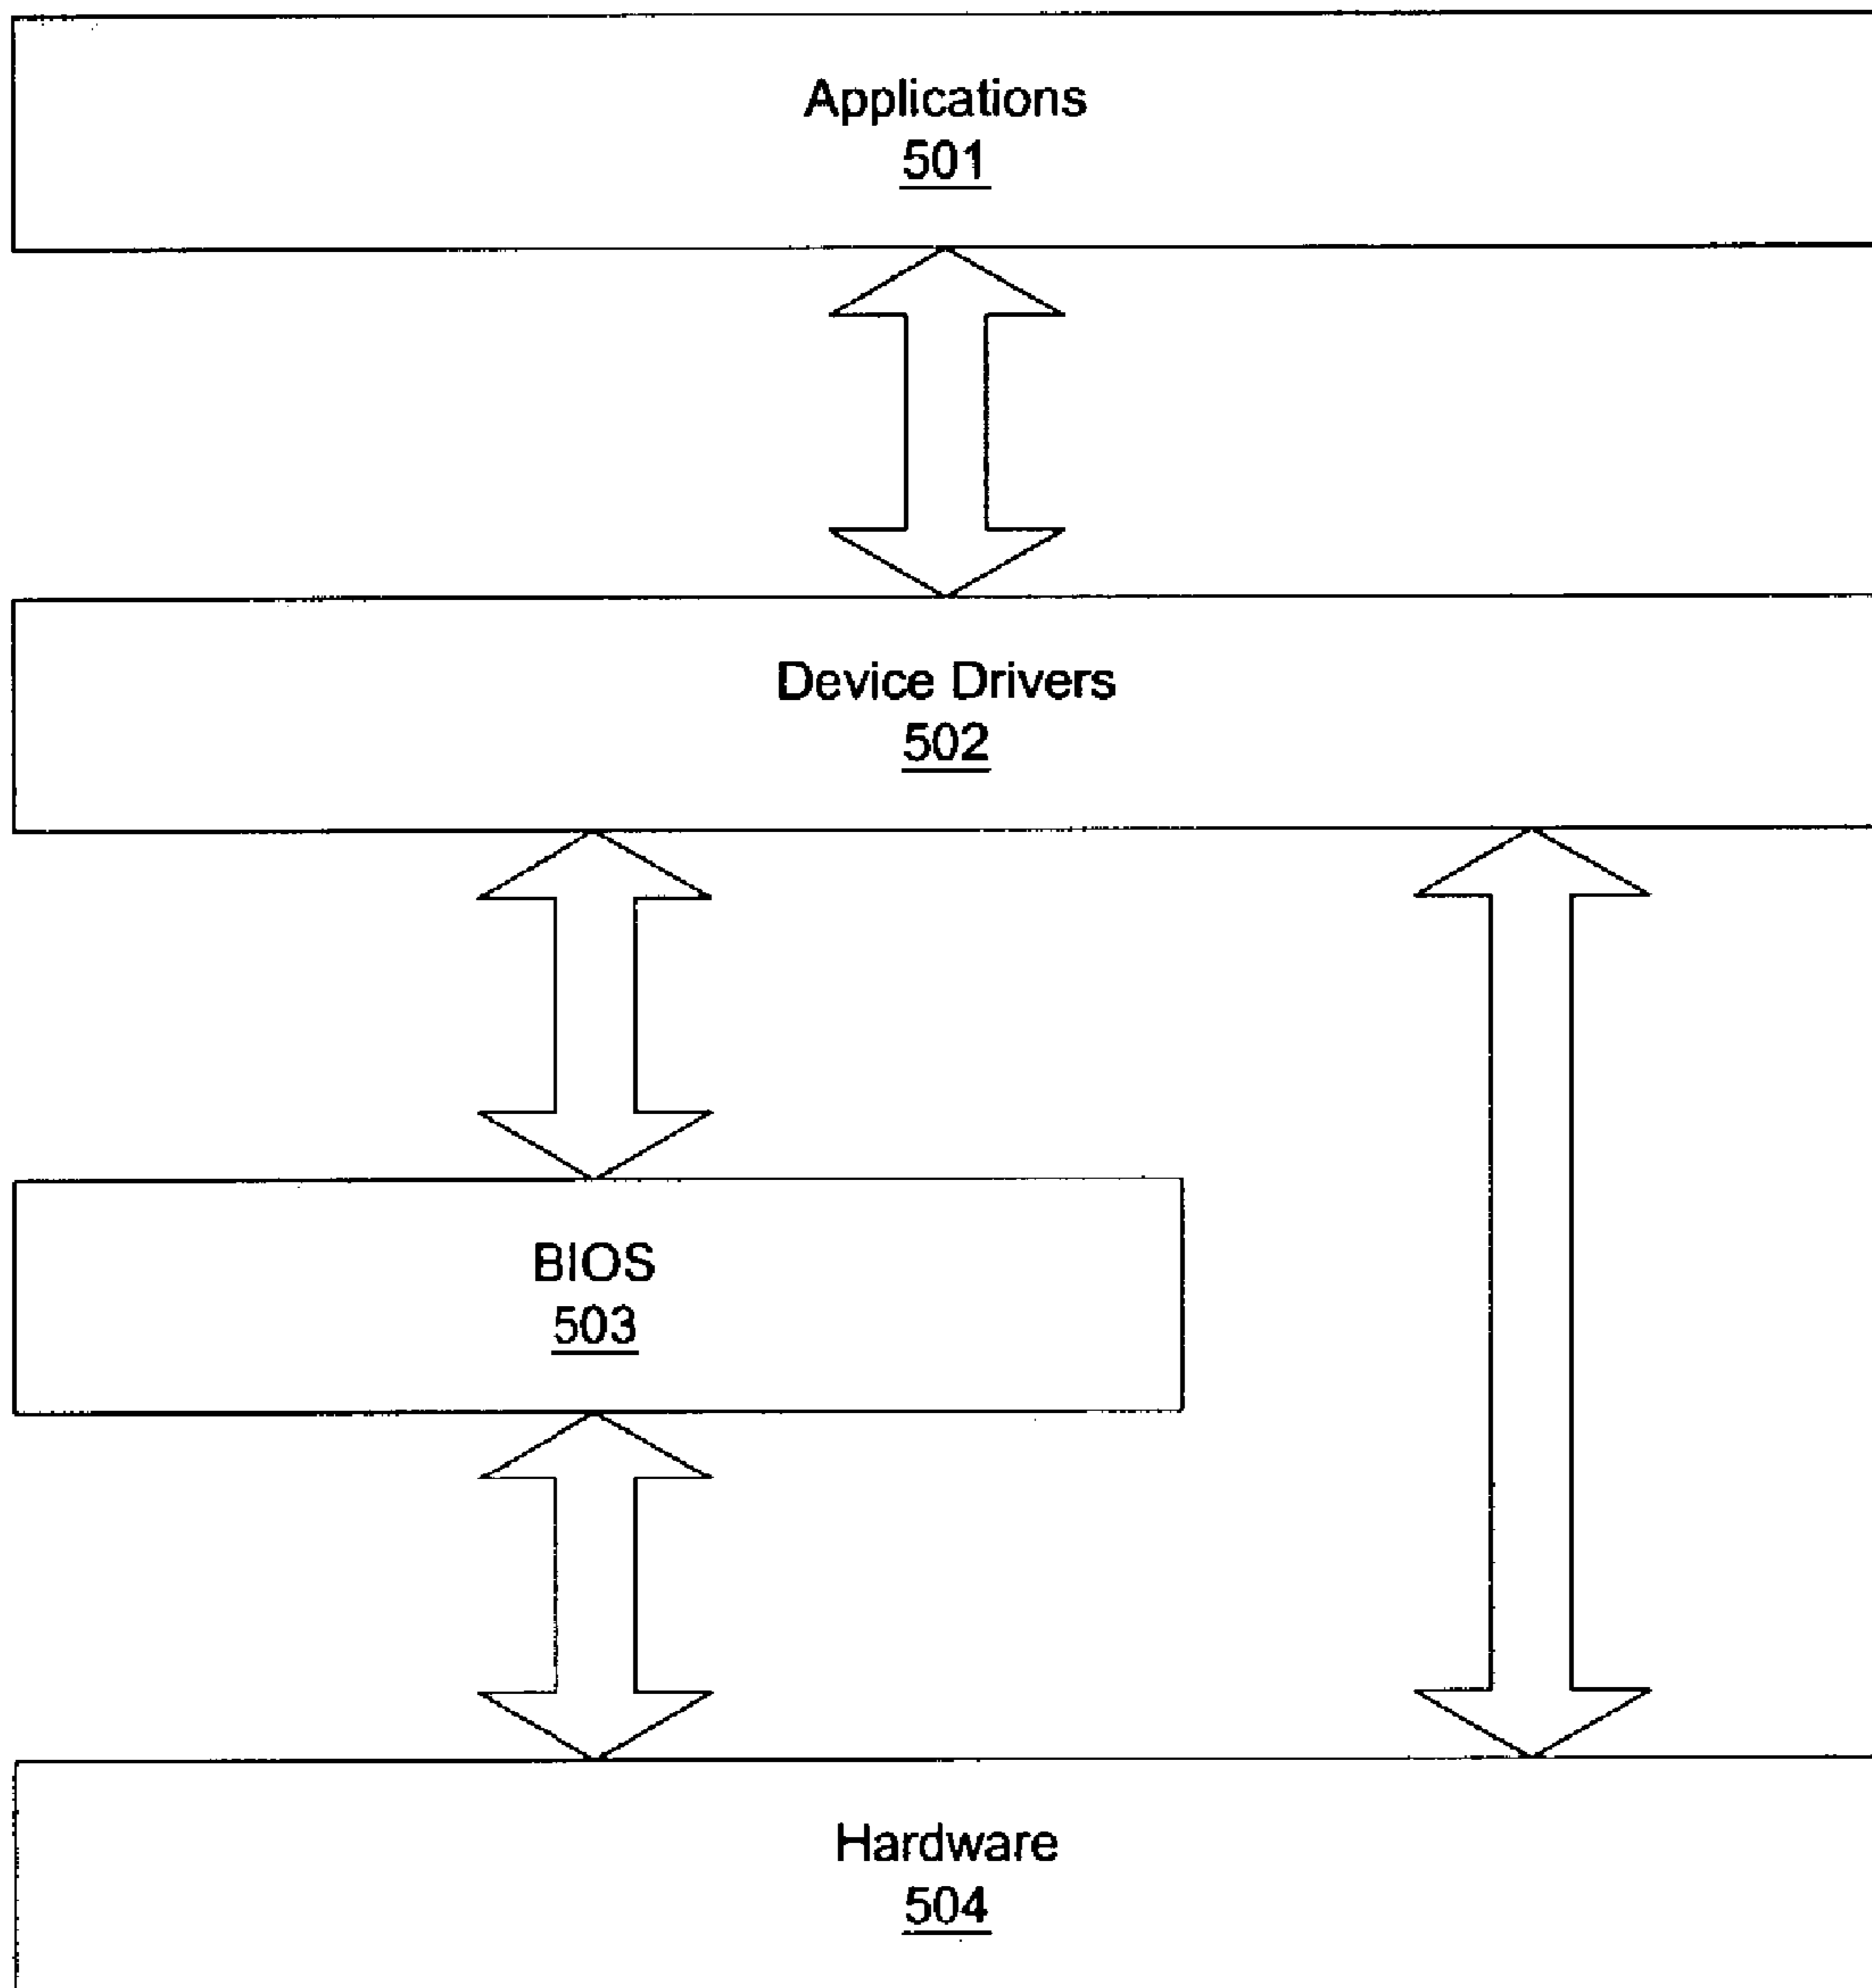 Applications
501
Device Drivers
502
BIOS
503
Hardware
504